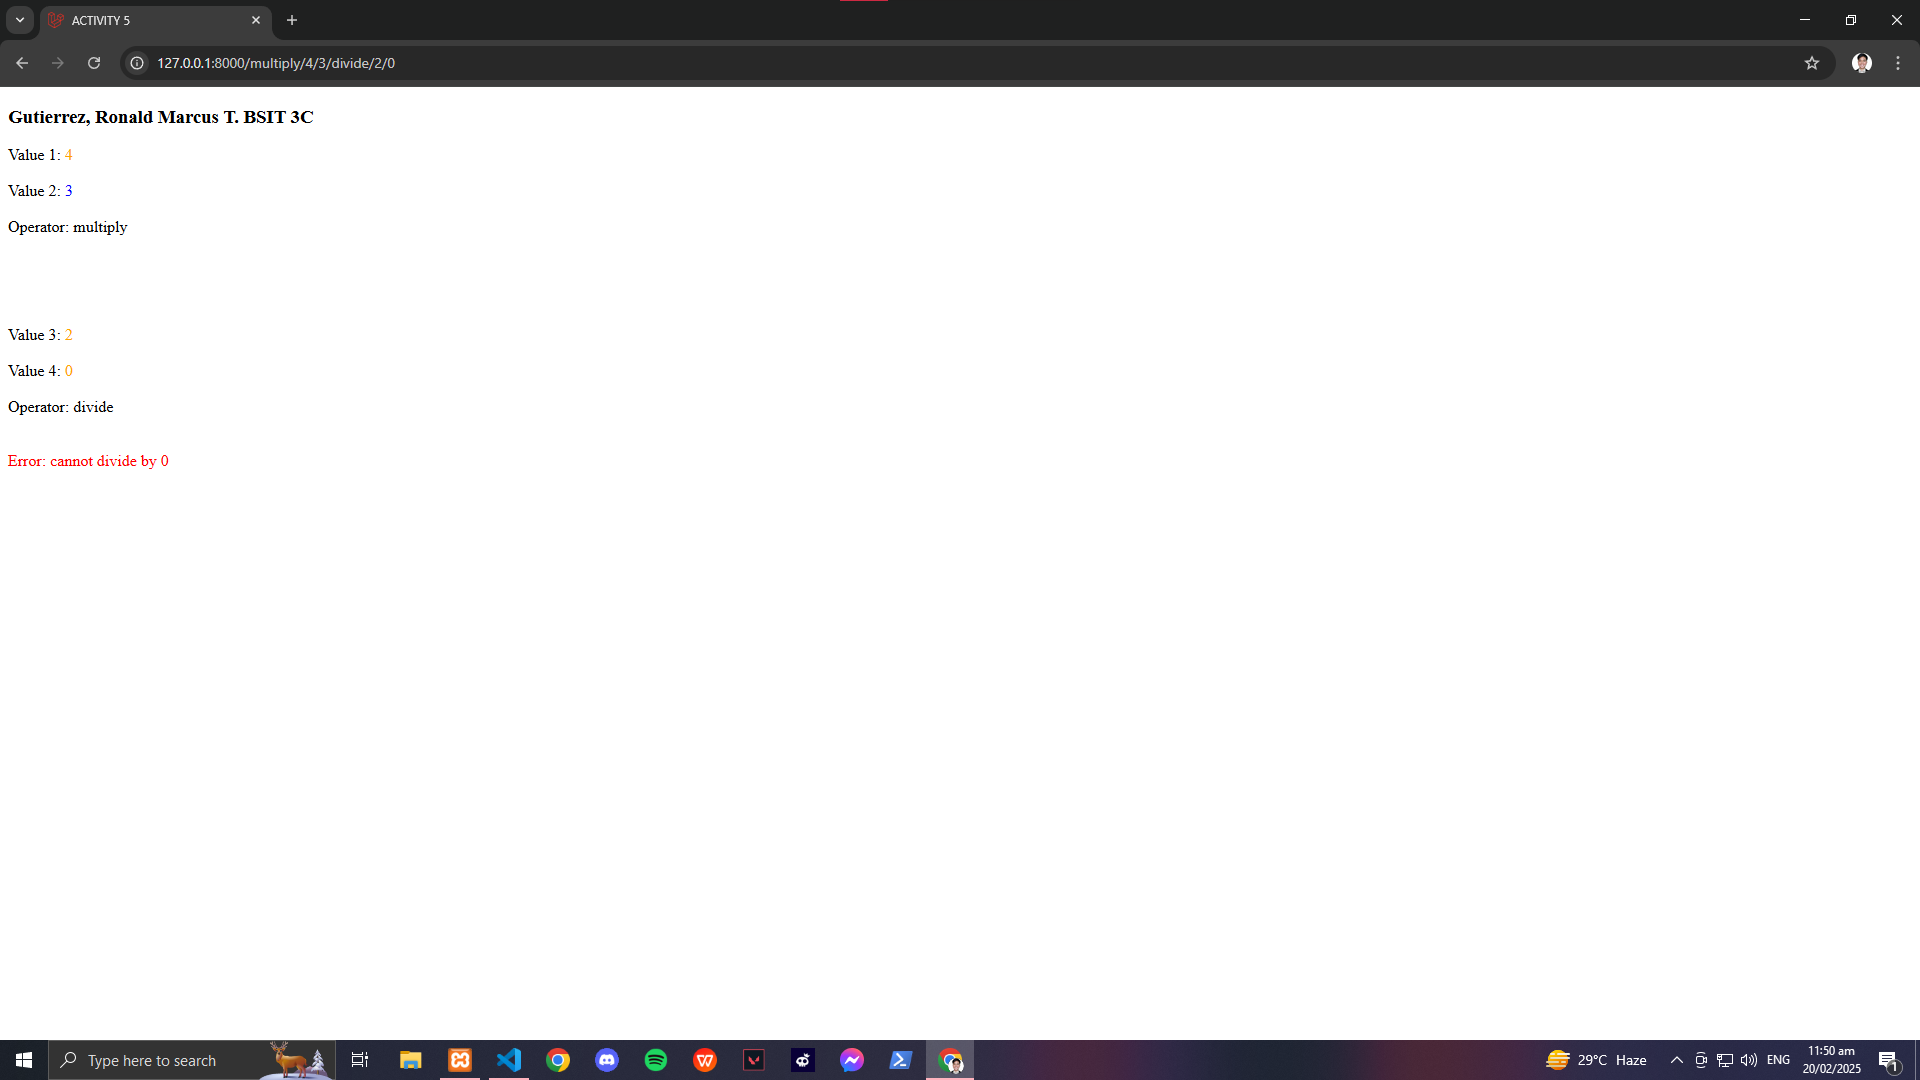 ACTIVITY 5
127.0.0.1:8000/multiply/4/3/divide/2/0
Gutierrez, Ronald Marcus T. BSIT 3C
Value 1: 4
Value 2: 3
Operator: multiply
Value 3: 2
Value 4: 0
Operator: divide
Error: cannot divide by 0
Type here to search
29°C Haze
ENG
11:50 am
20/02/2025
1